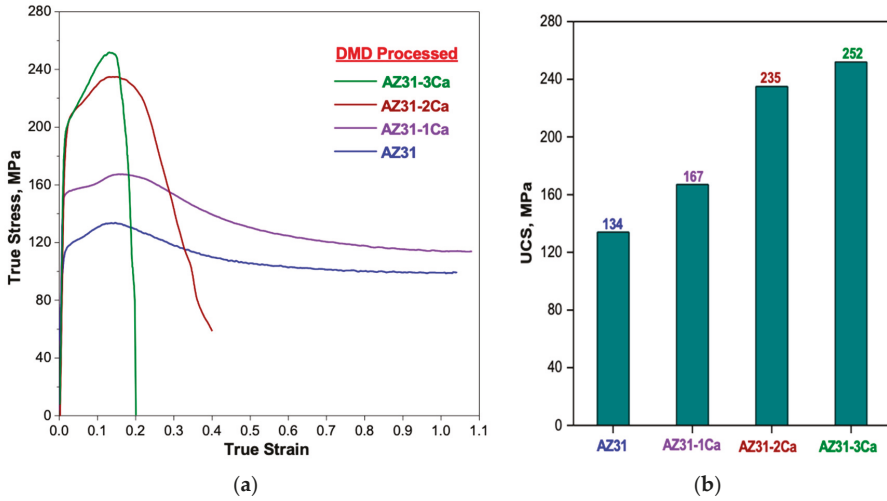 280
240
200
160
120
80
40
0
True Stress, MPa
DMD Processed
AZ31-3Ca
AZ31-2Ca
AZ31-1Ca
AZ31
0.0 0.1 0.2 0.3 0.4 0.5 0.6 0.7 0.8 0.9 1.0 1.1
True Strain
(a)
280
240
200
160
120
80
40
0
UCS, MPa
134
167
235
252
AZ31 AZ31-1Ca AZ31-2Ca AZ31-3Ca
(b)